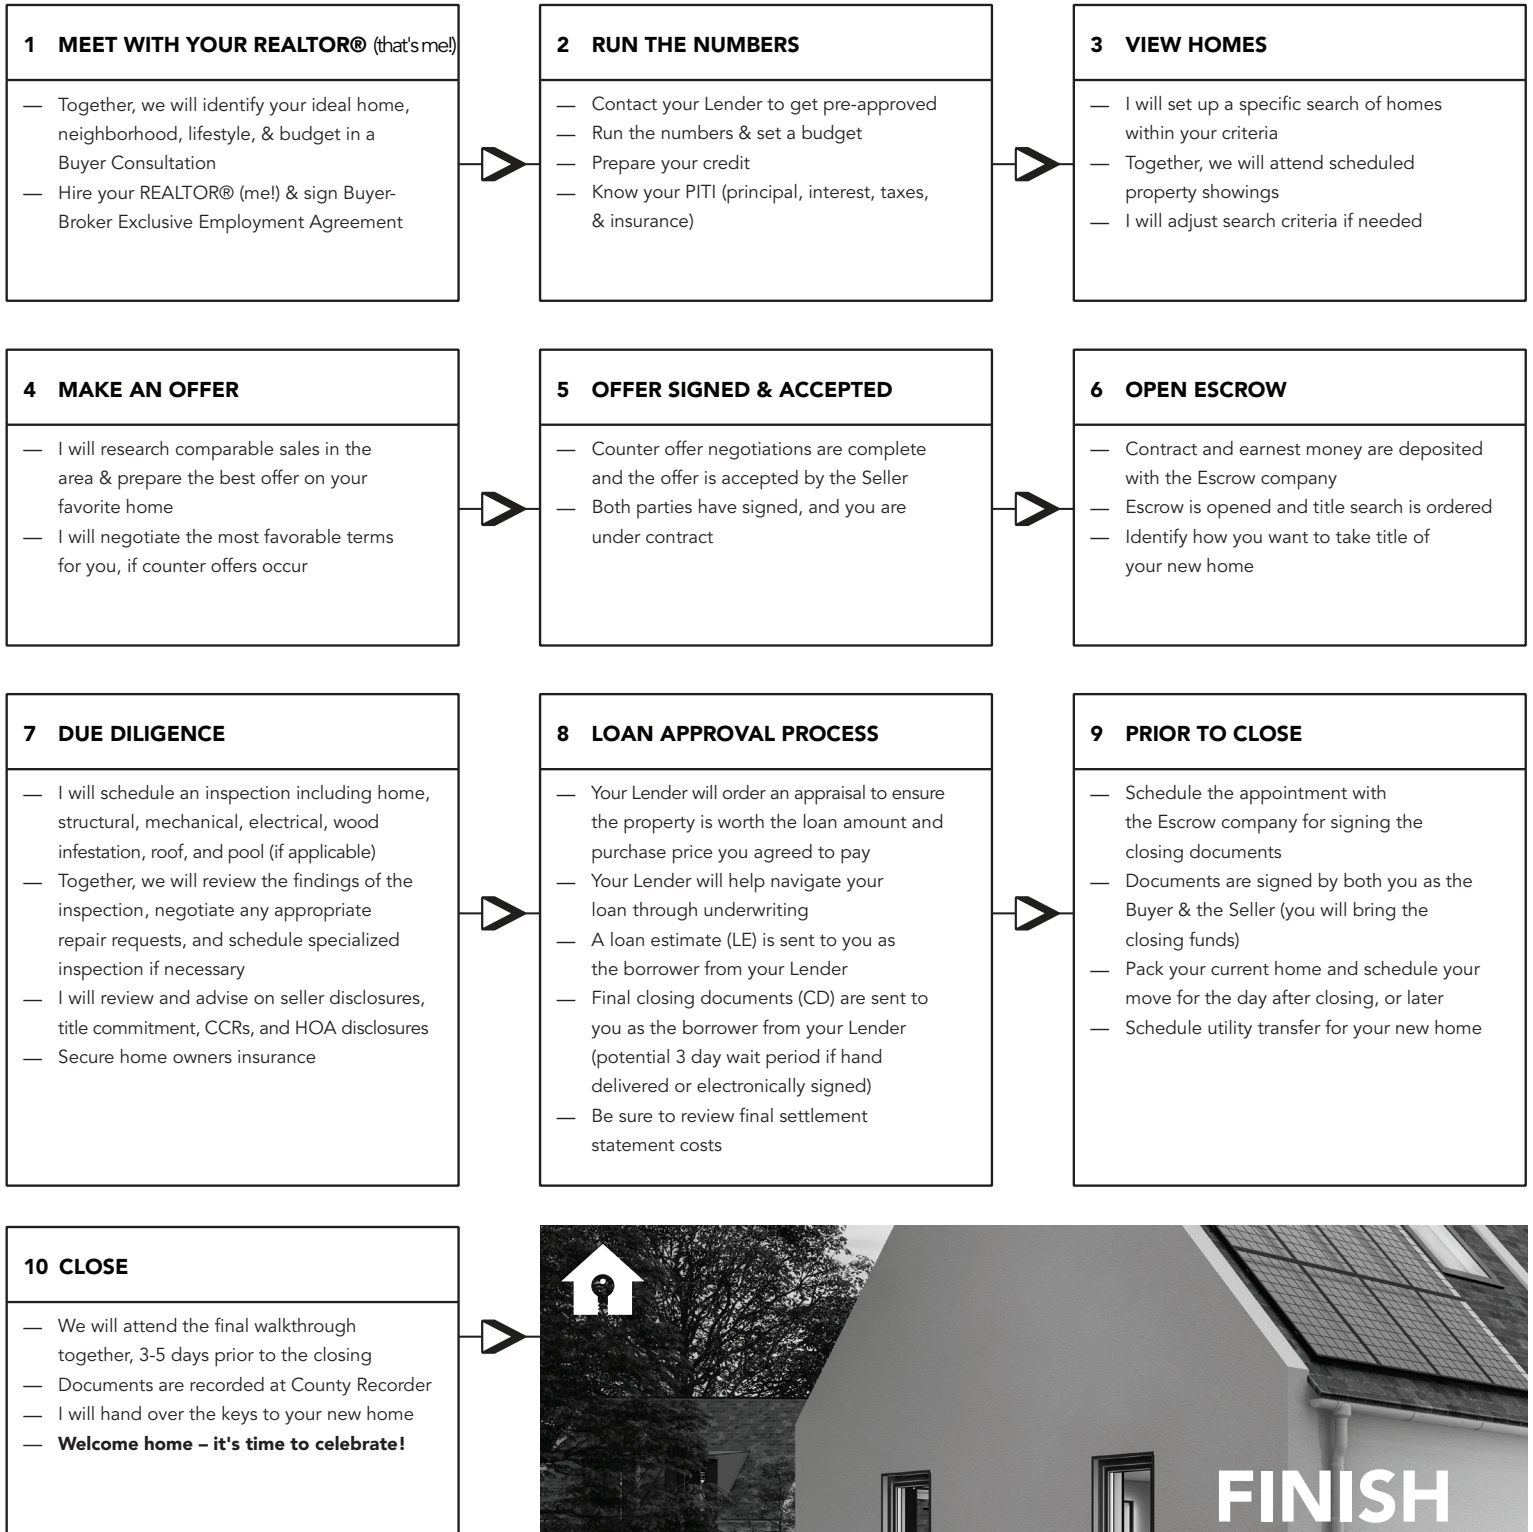 1 MEET WITH YOUR REALTOR® (that's me!)
— Together, we will identify your ideal home,
neighborhood, lifestyle, & budget in a
Buyer Consultation
— Hire your REALTOR® (me!) & sign Buyer-
Broker Exclusive Employment Agreement
2 RUN THE NUMBERS
— Contact your Lender to get pre-approved
— Run the numbers & set a budget
— Prepare your credit
— Know your PITI (principal, interest, taxes,
& insurance)
3 VIEW HOMES
— I will set up a specific search of homes
within your criteria
— Together, we will attend scheduled
property showings
— I will adjust search criteria if needed
4 MAKE AN OFFER
— I will research comparable sales in the
area & prepare the best offer on your
favorite home
— I will negotiate the most favorable terms
for you, if counter offers occur
5 OFFER SIGNED & ACCEPTED
— Counter offer negotiations are complete
and the offer is accepted by the Seller
— Both parties have signed, and you are
under contract
6 OPEN ESCROW
— Contract and earnest money are deposited
with the Escrow company
— Escrow is opened and title search is ordered
— Identify how you want to take title of
your new home
7 DUE DILIGENCE
— I will schedule an inspection including home,
structural, mechanical, electrical, wood
infestation, roof, and pool (if applicable)
— Together, we will review the findings of the
inspection, negotiate any appropriate
repair requests, and schedule specialized
inspection if necessary
— I will review and advise on seller disclosures,
title commitment, CCRs, and HOA disclosures
— Secure home owners insurance
8 LOAN APPROVAL PROCESS
— Your Lender will order an appraisal to ensure
the property is worth the loan amount and
purchase price you agreed to pay
— Your Lender will help navigate your
loan through underwriting
— A loan estimate (LE) is sent to you as
the borrower from your Lender
— Final closing documents (CD) are sent to
you as the borrower from your Lender
(potential 3 day wait period if hand
delivered or electronically signed)
— Be sure to review final settlement
statement costs
9 PRIOR TO CLOSE
— Schedule the appointment with
the Escrow company for signing the
closing documents
— Documents are signed by both you as the
Buyer & the Seller (you will bring the
closing funds)
— Pack your current home and schedule your
move for the day after closing, or later
— Schedule utility transfer for your new home
10 CLOSE
— We will attend the final walkthrough
together, 3-5 days prior to the closing
— Documents are recorded at County Recorder
— I will hand over the keys to your new home
— Welcome home – it's time to celebrate!
FINISH